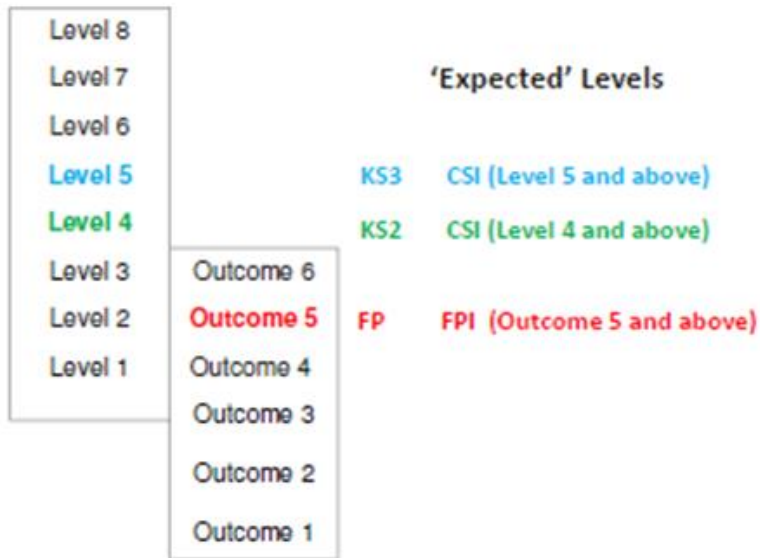 Level 8
Level 7
'Expected' Levels
Level 6
Level 5 KS3 CSI (Level 5 and above)
Level 4 KS2 CSI (Level 4 and above)
Level 3 Outcome 6
Level 2 Outcome 5 FP FPI (Outcome 5 and above)
Level 1 Outcome 4
Outcome 3
Outcome 2
Outcome 1